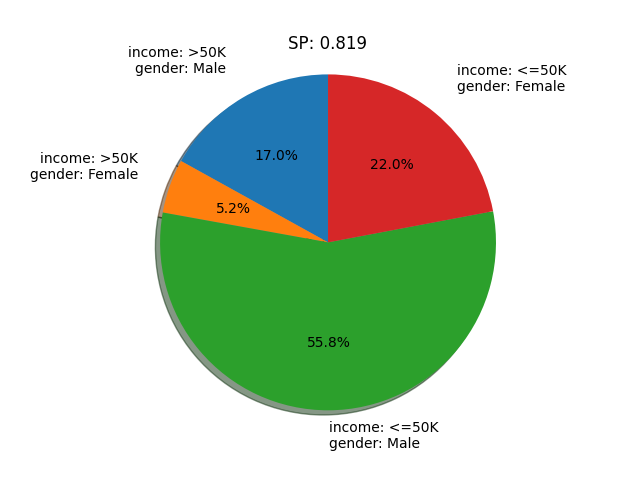 SP: 0.819
income: >50K
gender: Male
income: <=50K
gender: Female
17.0%
22.0%
income: >50K
gender: Female
5.2%
55.8%
income: <=50K
gender: Male